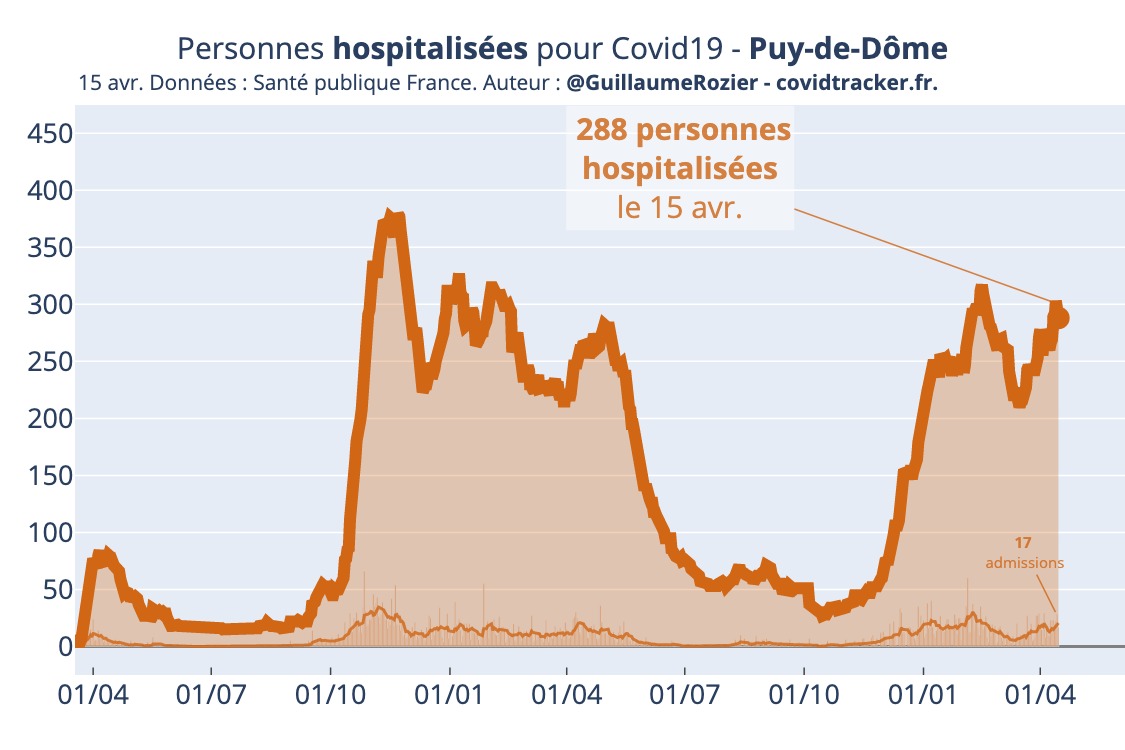 Personnes hospitalisées pour Covid19 - Puy-de-Dôme
15 avr. Données : Santé publique France. Auteur : @GuillaumeRozier - covidtracker.fr.
288 personnes
hospitalisées
le 15 avr.
450
400
350
300
250
200
150
100
50
0
17
admissions
01/04 01/07 01/10 01/01 01/04 01/07 01/10 01/01 01/04